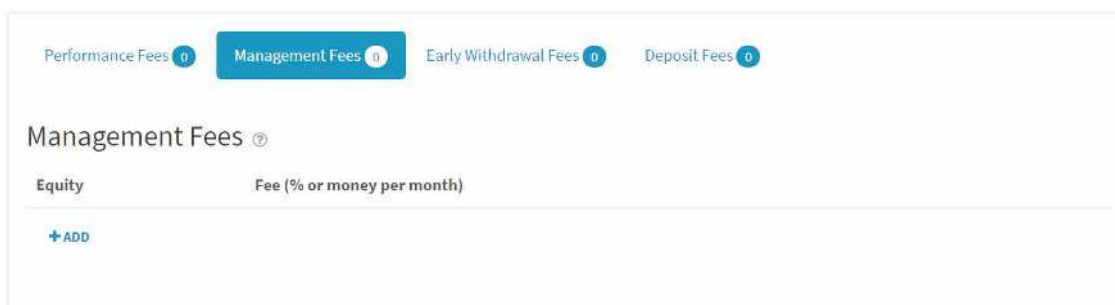 Performance Fees 0 Management Fees 0 Early Withdrawal Fees 0 Deposit Fees 0
Management Fees ?
Equity Fee (% or money per month)
+ ADD